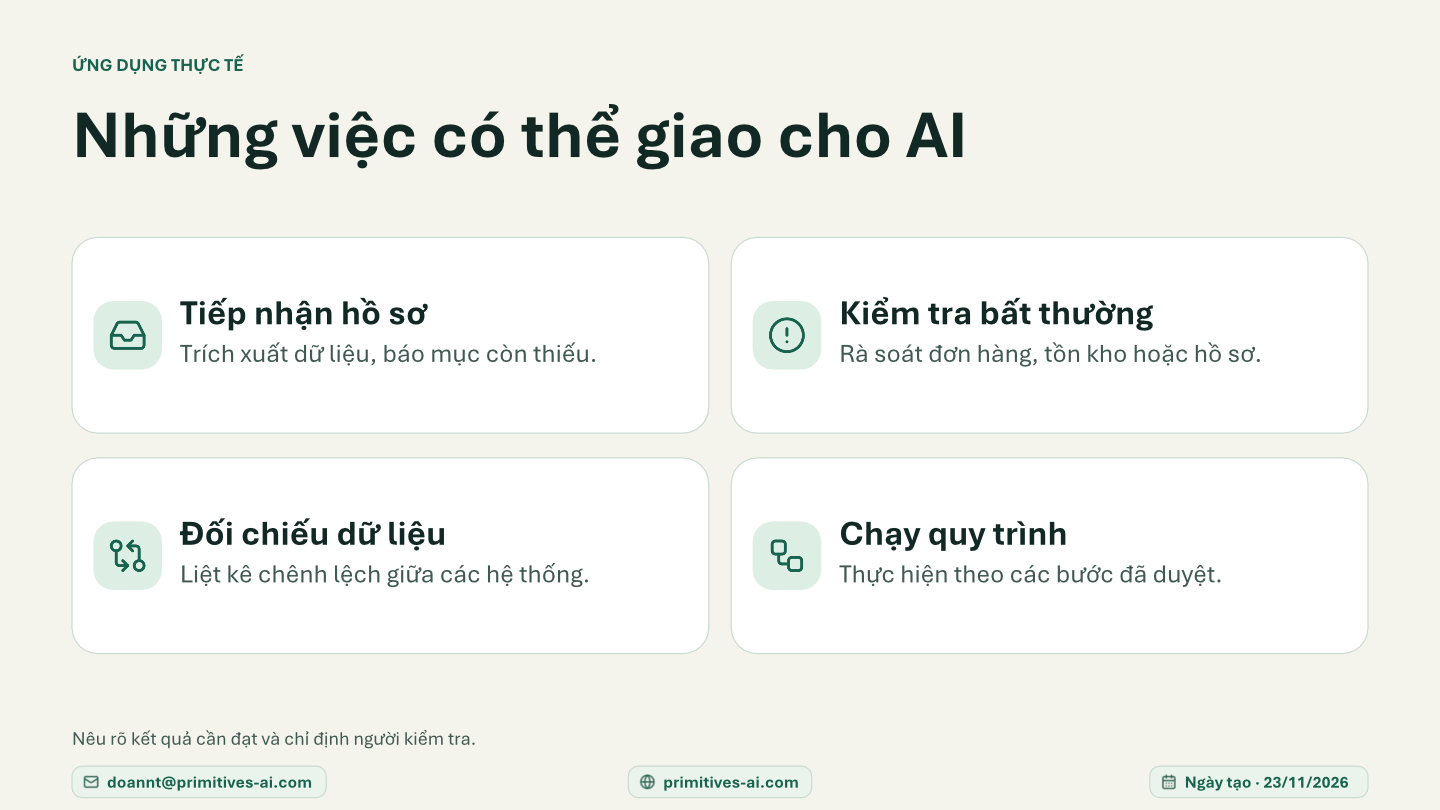 ỨNG DỤNG THỰC TẾ
Những việc có thể giao cho AI
Tiếp nhận hồ sơ
Trích xuất dữ liệu, báo mục còn thiếu.
Kiểm tra bất thường
Rà soát đơn hàng, tồn kho hoặc hồ sơ.
Đối chiếu dữ liệu
Liệt kê chênh lệch giữa các hệ thống.
Chạy quy trình
Thực hiện theo các bước đã duyệt.
Nêu rõ kết quả cần đạt và chỉ định người kiểm tra.
doannt@primitives-ai.com
primitives-ai.com
Ngày tạo · 23/11/2026